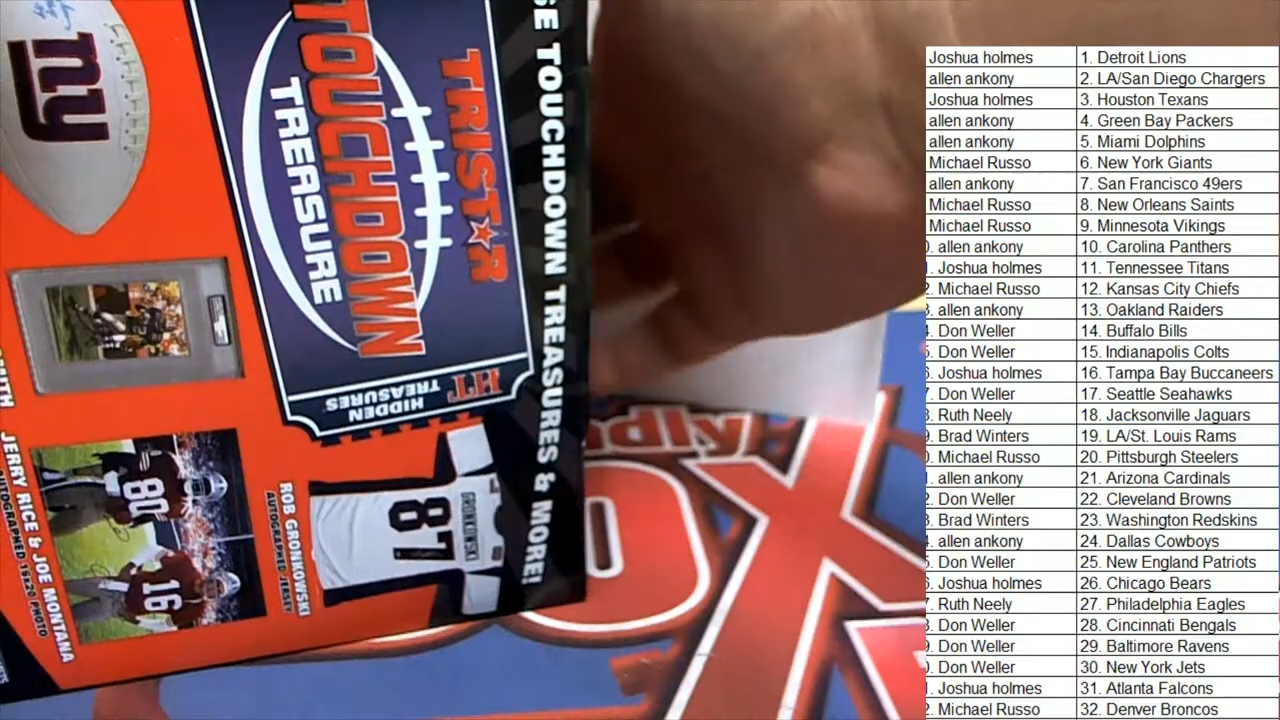 SE TOUCHDOWN TREASURES & MORE!
TRISTAR
TOUCHDOWN
TREASURE
HT
HIDDEN
TREASURES
ny
ROB GRONKOWSKI
AUTOGRAPHED JERSEY
GRONKOWSKI
87
80
16
JERRY RICE & JOE MONTANA
AUTOGRAPHED 16x20 PHOTO
Joshua holmes 1. Detroit Lions
allen ankony 2. LA/San Diego Chargers
Joshua holmes 3. Houston Texans
allen ankony 4. Green Bay Packers
allen ankony 5. Miami Dolphins
Michael Russo 6. New York Giants
allen ankony 7. San Francisco 49ers
Michael Russo 8. New Orleans Saints
Michael Russo 9. Minnesota Vikings
. allen ankony 10. Carolina Panthers
. Joshua holmes 11. Tennessee Titans
. Michael Russo 12. Kansas City Chiefs
. allen ankony 13. Oakland Raiders
. Don Weller 14. Buffalo Bills
. Don Weller 15. Indianapolis Colts
. Joshua holmes 16. Tampa Bay Buccaneers
. Don Weller 17. Seattle Seahawks
. Ruth Neely 18. Jacksonville Jaguars
. Brad Winters 19. LA/St. Louis Rams
. Michael Russo 20. Pittsburgh Steelers
. allen ankony 21. Arizona Cardinals
. Don Weller 22. Cleveland Browns
. Brad Winters 23. Washington Redskins
. allen ankony 24. Dallas Cowboys
. Don Weller 25. New England Patriots
. Joshua holmes 26. Chicago Bears
. Ruth Neely 27. Philadelphia Eagles
. Don Weller 28. Cincinnati Bengals
. Don Weller 29. Baltimore Ravens
. Don Weller 30. New York Jets
. Joshua holmes 31. Atlanta Falcons
. Michael Russo 32. Denver Broncos